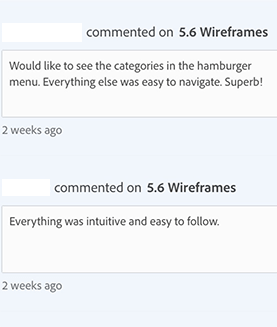 commented on 5.6 Wireframes
Would like to see the categories in the hamburger
menu. Everything else was easy to navigate. Superb!
2 weeks ago
commented on 5.6 Wireframes
Everything was intuitive and easy to follow.
2 weeks ago